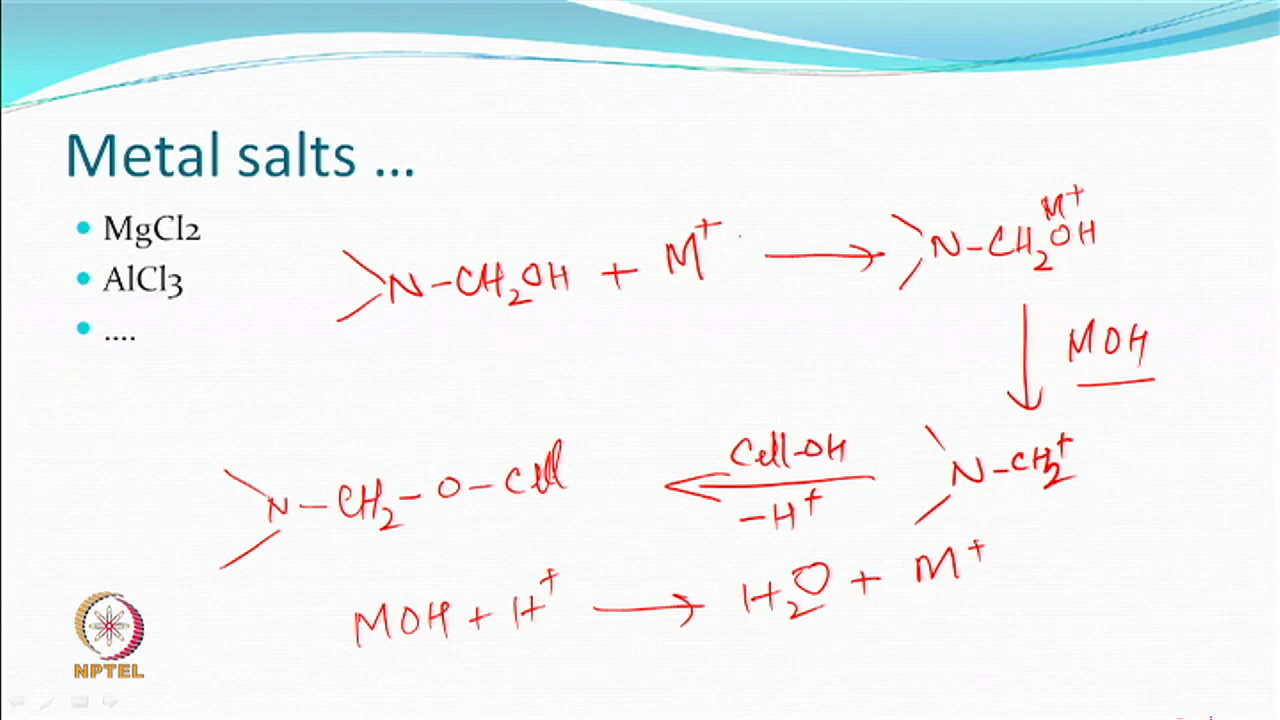 Metal salts ...
• MgCl2
• AlCl3
• ....
>N-CH2OH + M+ → >N-CH2OH M+
↓ MOH
>N-CH2+
Cell-OH
-H+
>N-CH2-O-Cell
MOH + H+ → H2O + M+
NPTEL